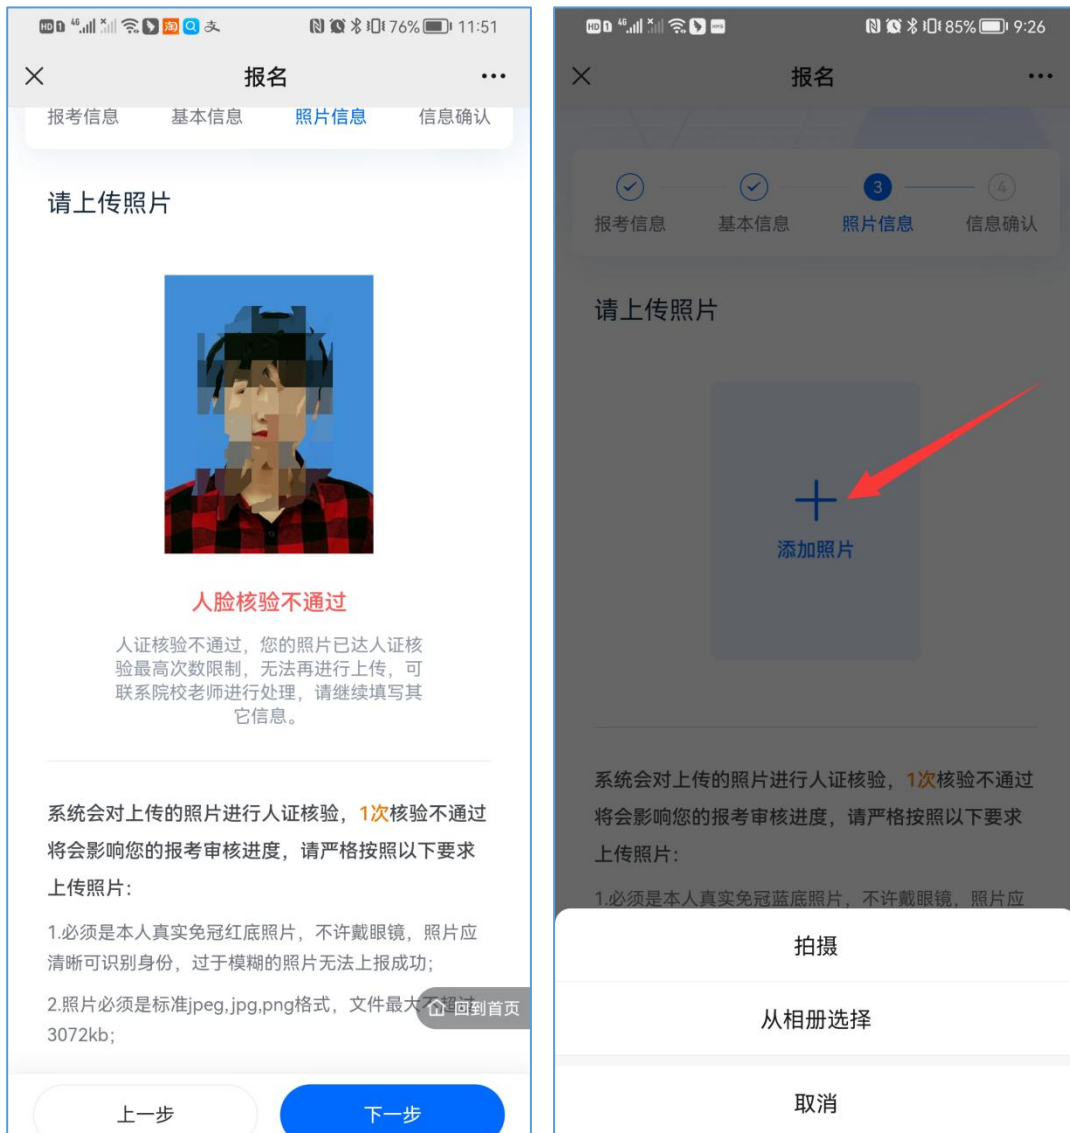 HD 1 46 76% 11:51
报名
报考信息 基本信息 照片信息 信息确认
请上传照片
人脸核验不通过
人证核验不通过，您的照片已达人证核
验最高次数限制，无法再进行上传，可
联系院校老师进行处理，请继续填写其
它信息。
系统会对上传的照片进行人证核验，1次核验不通过
将会影响您的报考审核进度，请严格按照以下要求
上传照片：
1.必须是本人真实免冠红底照片，不许戴眼镜，照片应
清晰可识别身份，过于模糊的照片无法上报
成功；
2.照片必须是标准jpeg,jpg,png格式，文件最大不超过
3072kb；
回到首页
上一步 下一步
HD 1 46 85% 9:26
报名
3 4
报考信息 基本信息 照片信息 信息确认
请上传照片
添加照片
系统会对上传的照片进行人证核验，1次核验不通过
将会影响您的报考审核进度，请严格按照以下要求
上传照片：
1.必须是本人真实免冠蓝底照片，不许戴眼镜，照片应
拍摄
从相册选择
取消